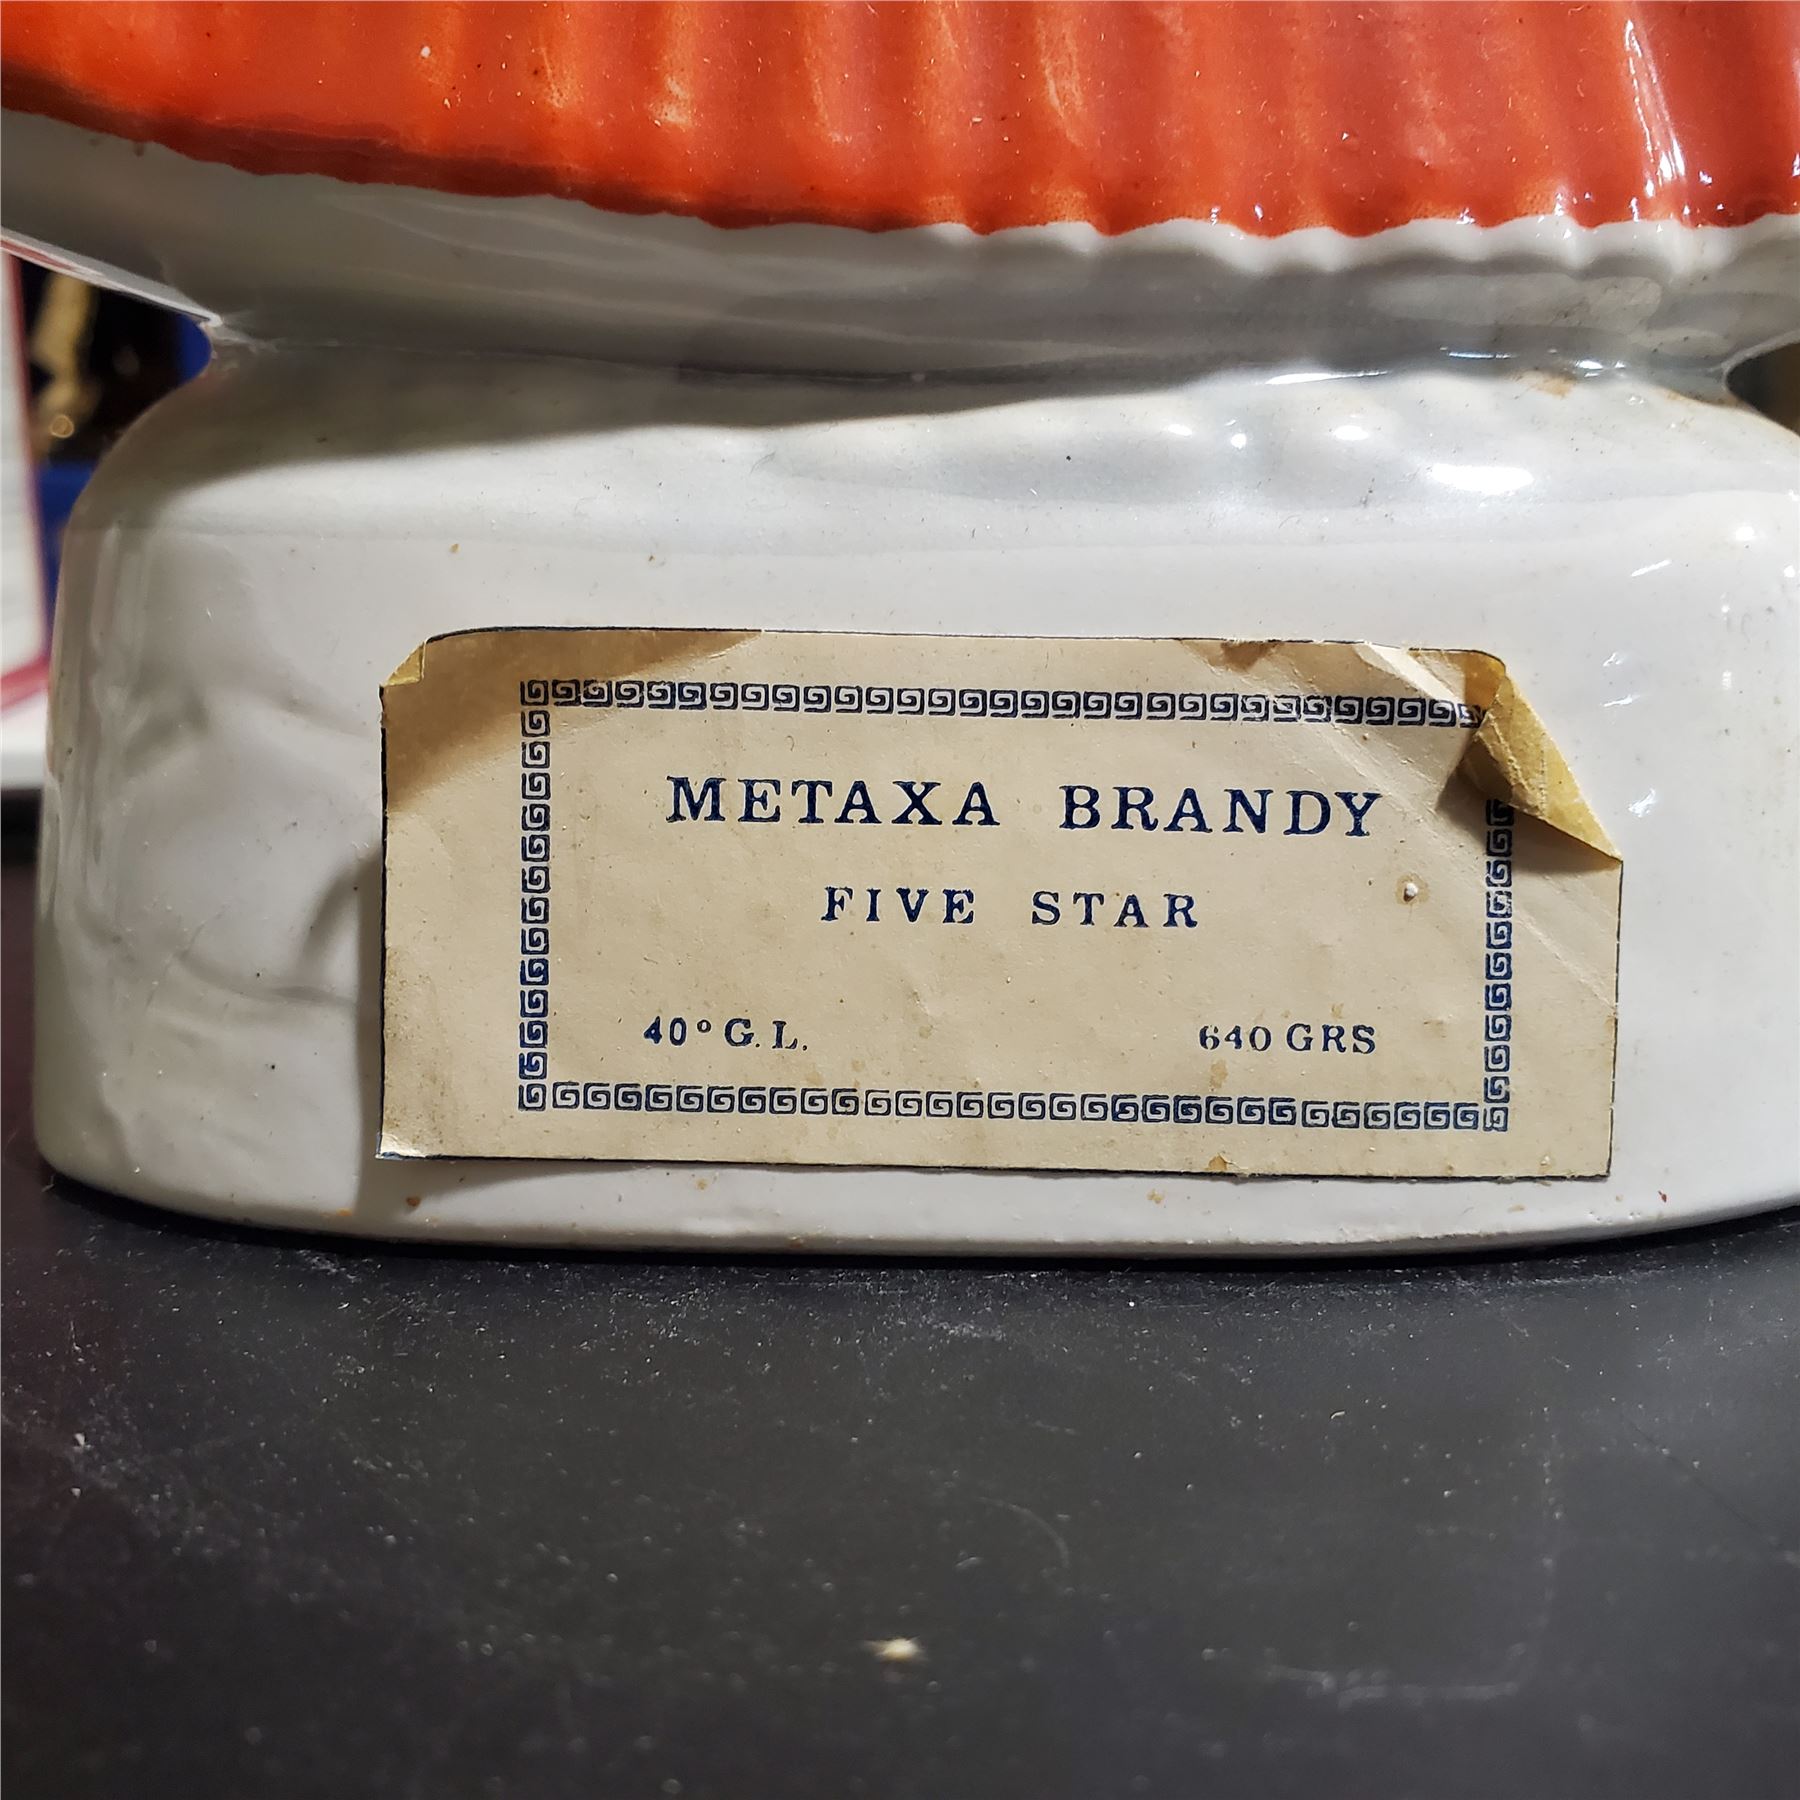 METAXA BRANDY
FIVE STAR
40° G. L. 640 GRS